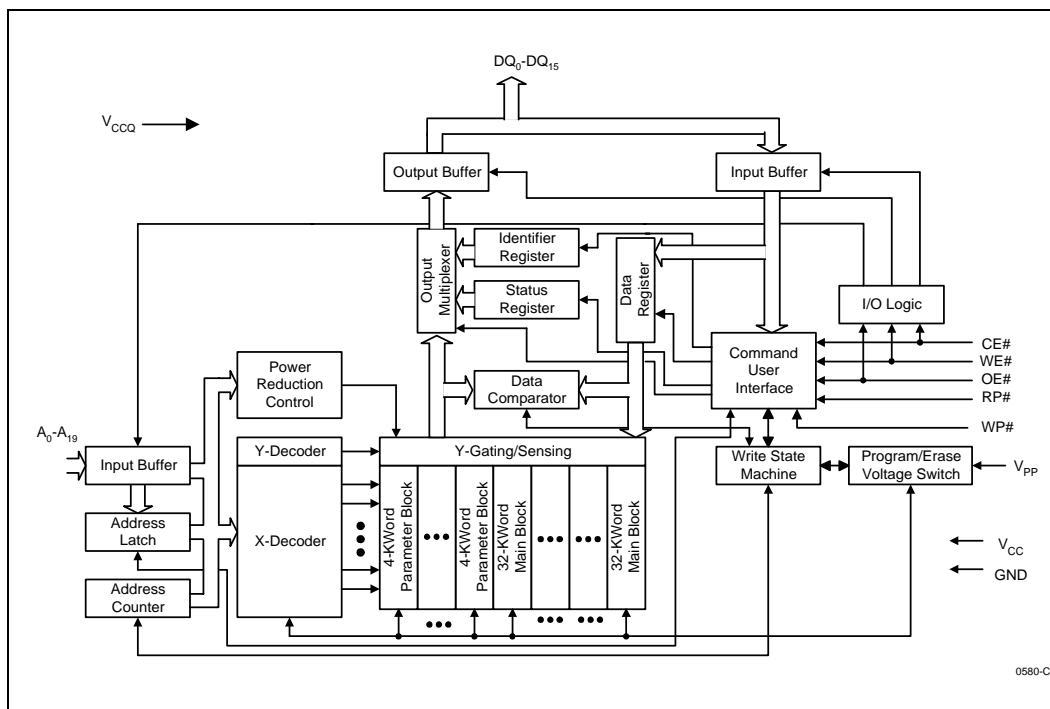 DQ0-DQ15
VCCQ
Output Buffer
Input Buffer
Output
Multiplexer
Identifier
Register
Status
Register
Data
Register
I/O Logic
CE#
WE#
OE#
RP#
WP#
Command
User
Interface
Power
Reduction
Control
Data
Comparator
A0-A19
Input Buffer
Y-Decoder
Y-Gating/Sensing
Write State
Machine
Program/Erase
Voltage Switch
VPP
Address
Latch
X-Decoder
4-KWord
Parameter Block
4-KWord
Parameter Block
32-KWord
Main Block
32-KWord
Main Block
Address
Counter
VCC
GND
0580-C1